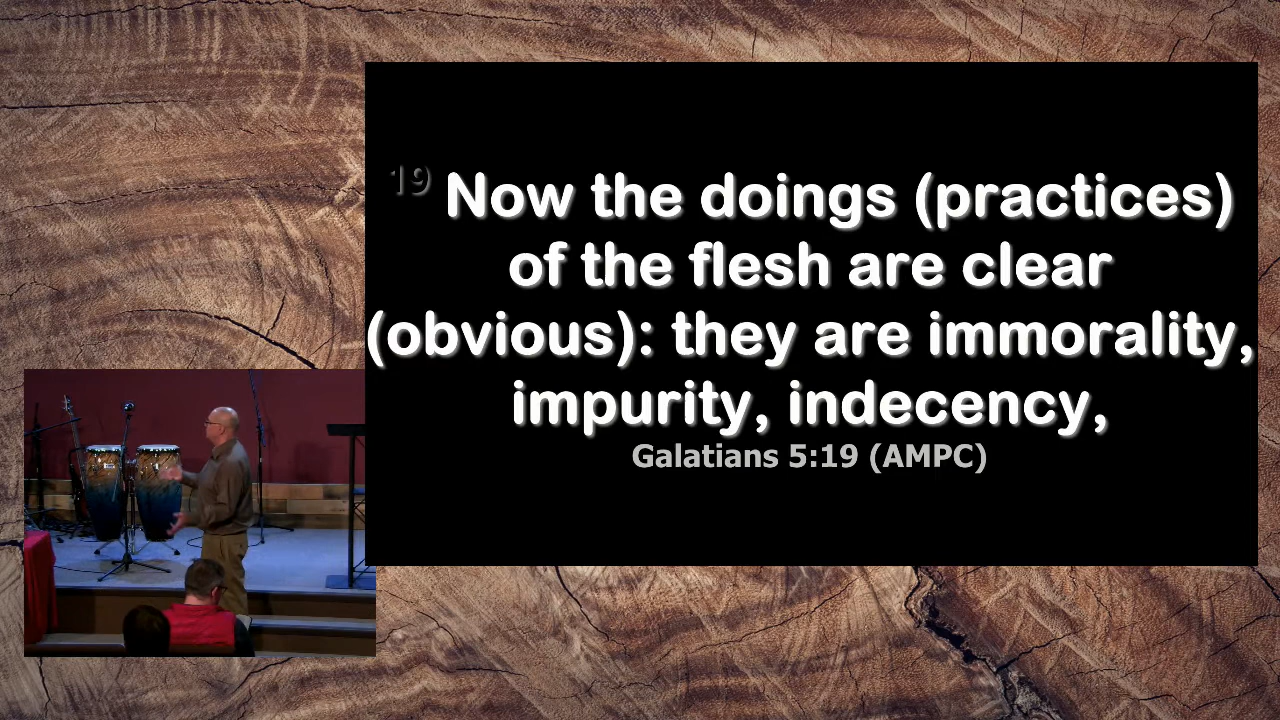 19 Now the doings (practices)
of the flesh are clear
(obvious): they are immorality,
impurity, indecency,
Galatians 5:19 (AMPC)